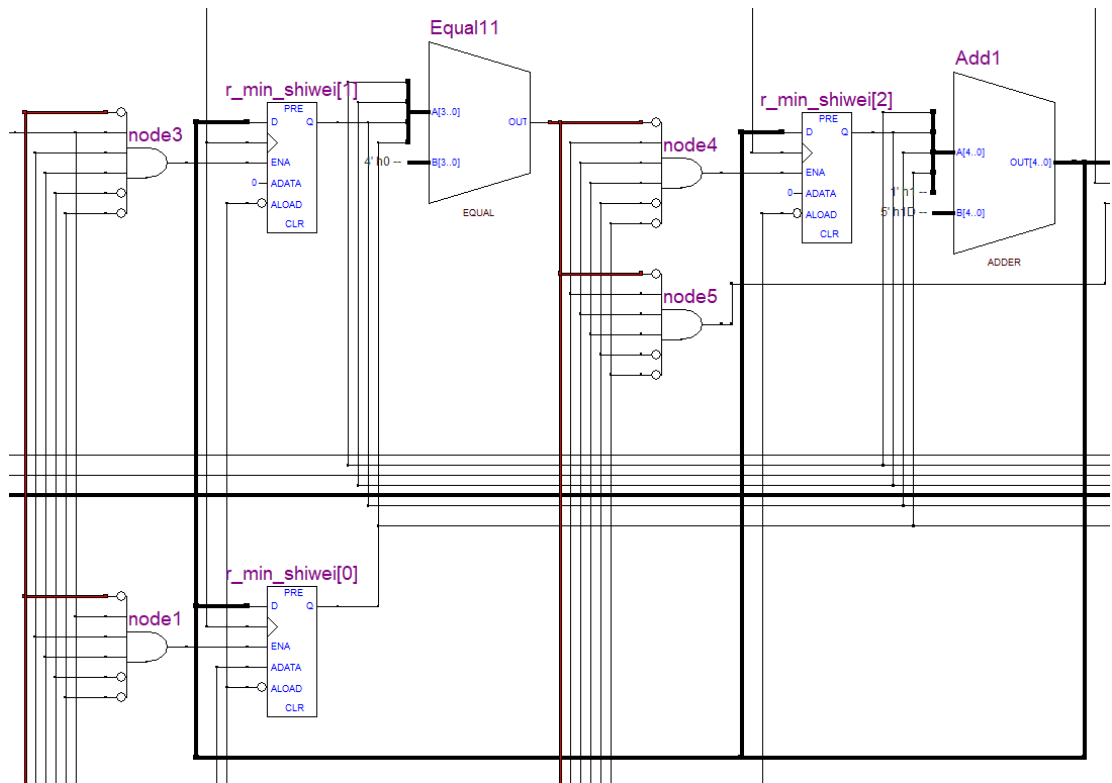 Equal11
r_min_shiwei[1]
PRE
D
Q
ENA
0
ADATA
ALOAD
CLR
node3
A[3..0]
OUT
4' h0 --
B[3..0]
EQUAL
node4
node5
r_min_shiwei[2]
PRE
D
Q
ENA
0
ADATA
ALOAD
CLR
Add1
A[4..0]
OUT[4..0]
1' h1 --
5' h1D --
B[4..0]
ADDER
r_min_shiwei[0]
PRE
D
Q
ENA
ADATA
ALOAD
CLR
node1